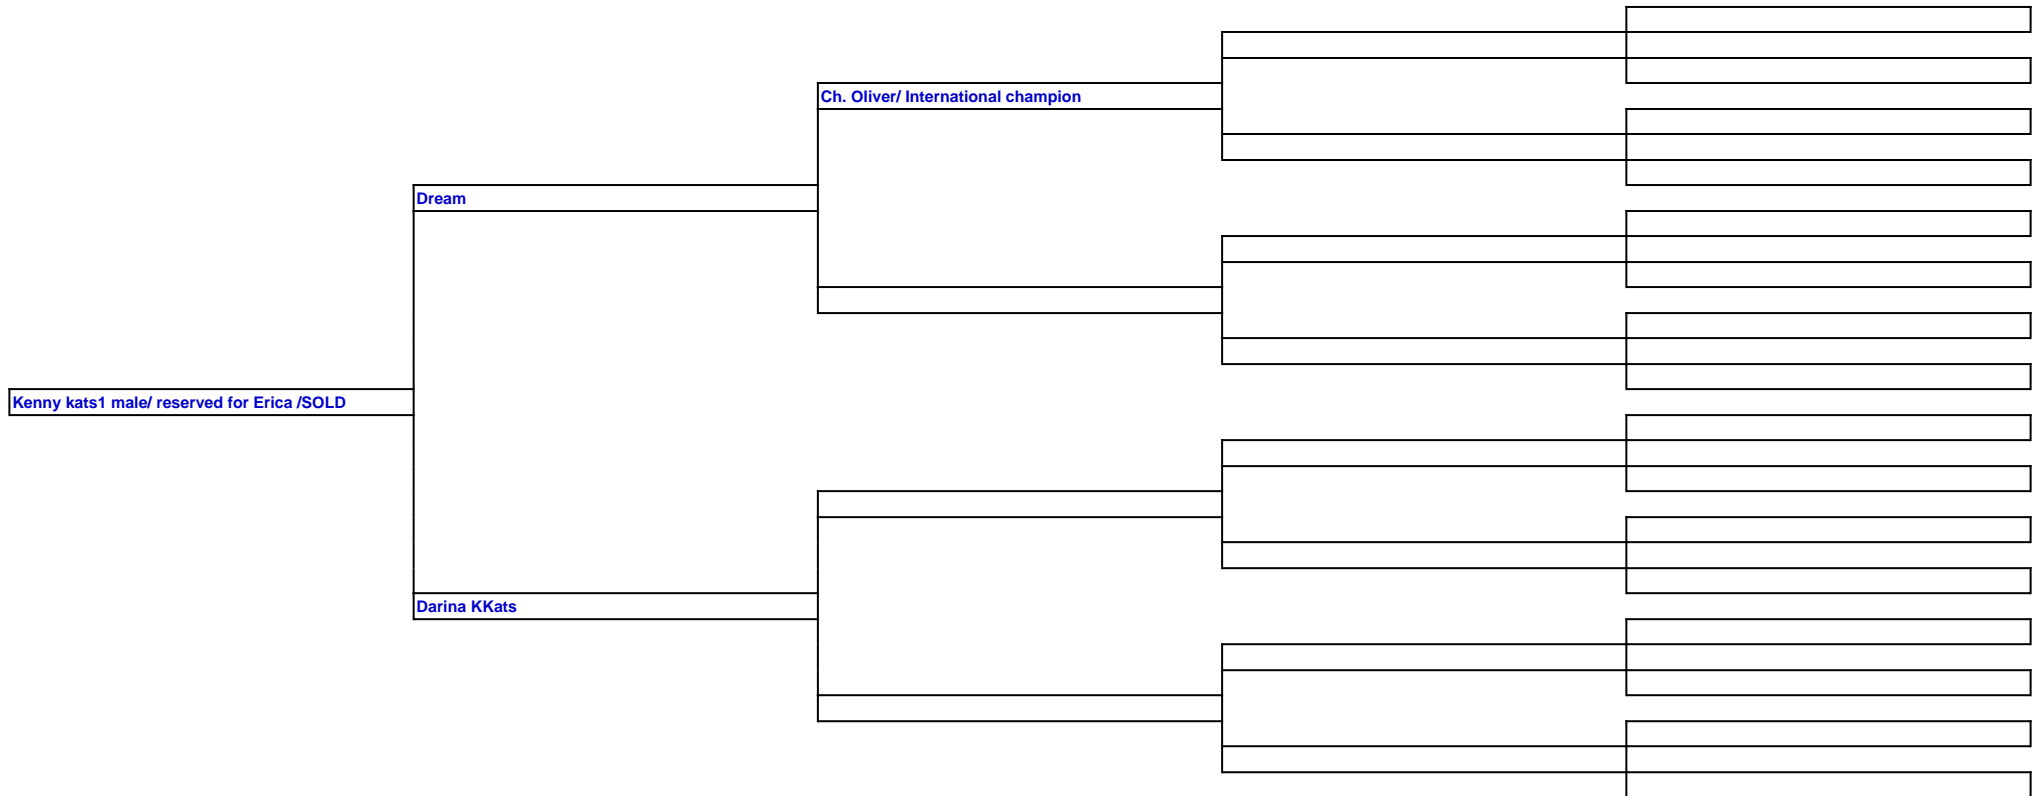 Ch. Oliver/ International champion
Dream
Kenny kats1 male/ reserved for Erica /SOLD
Darina KKats